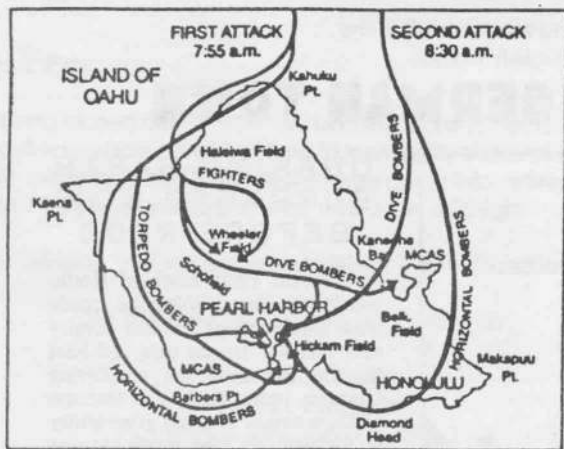 FIRST ATTACK
7:55 a.m.
SECOND ATTACK
8:30 a.m.
ISLAND OF
OAHU
Kahuku
Pt.
Haleiwa Field
FIGHTERS
Kaena
Pt.
DIVE BOMBERS
TORPEDO BOMBERS
Wheeler
Field
Kaneohe
Ba
MCAS
Schofield
DIVE BOMBERS
PEARL HARBOR
Field
HORIZONTAL BOMBERS
Hickam Field
Makapuu
Pt.
MCAS
HONOLULU
Barbers Pt.
HORIZONTAL BOMBERS
Diamond
Head